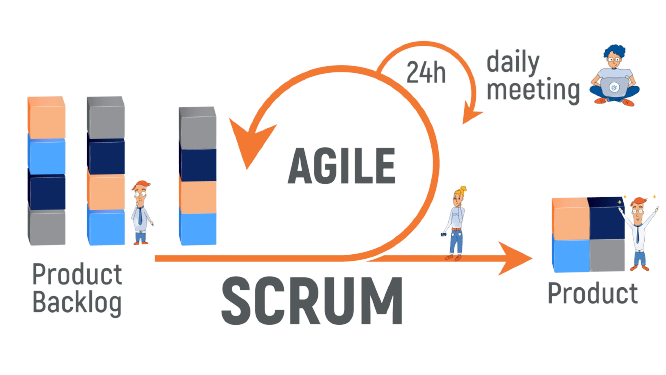 24h
daily
meeting
AGILE
Product
Backlog
SCRUM
Product